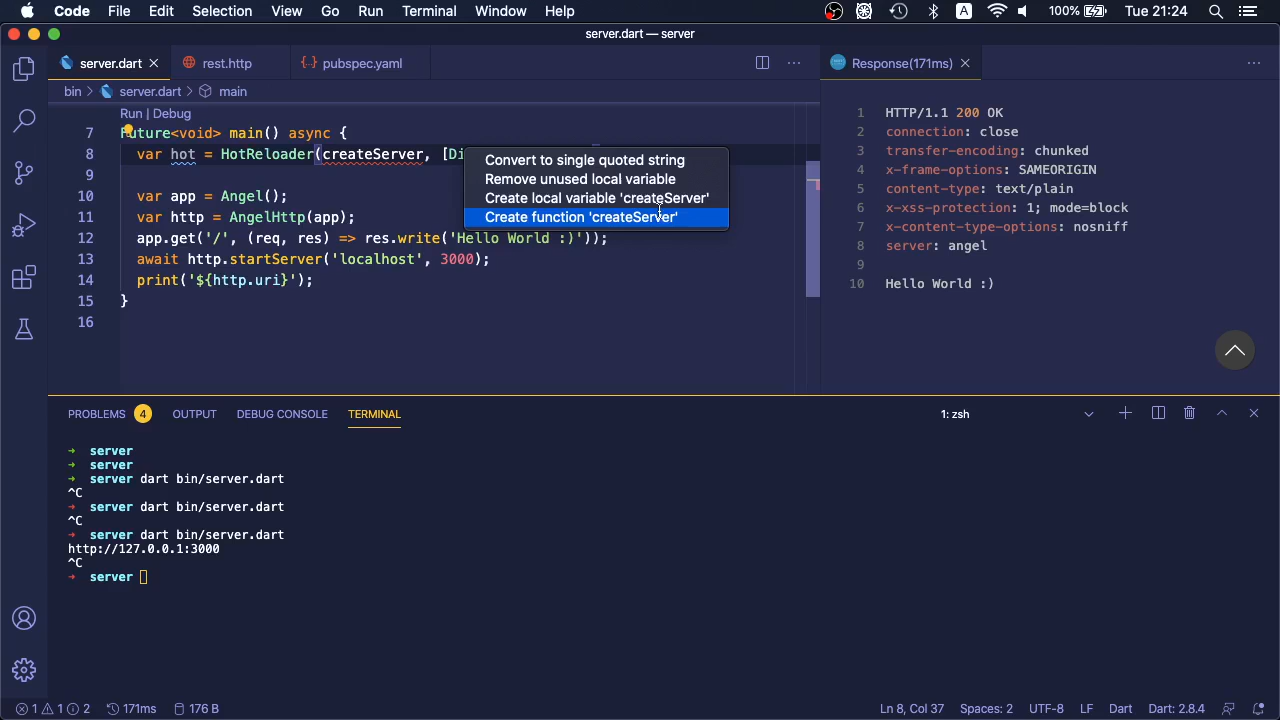 Code File Edit Selection View Go Run Terminal Window Help A 100% Tue 21:24
server.dart — server
server.dart rest.http pubspec.yaml Response(171ms)
bin > server.dart > main
Run | Debug
7 Future<void> main() async {
8 var hot = HotReloader(createServer, [Di
9
10 var app = Angel();
11 var http = AngelHttp(app);
12 app.get('/', (req, res) => res.write('Hello World :)'));
13 await http.startServer('localhost', 3000);
14 print('${http.uri}');
15 }
16
Convert to single quoted string
Remove unused local variable
Create local variable 'createServer'
Create function 'createServer'
1 HTTP/1.1 200 OK
2 connection: close
3 transfer-encoding: chunked
4 x-frame-options: SAMEORIGIN
5 content-type: text/plain
6 x-xss-protection: 1; mode=block
7 x-content-type-options: nosniff
8 server: angel
9
10 Hello World :)
PROBLEMS 4 OUTPUT DEBUG CONSOLE TERMINAL 1: zsh
→ server
→ server
→ server dart bin/server.dart
^C
→ server dart bin/server.dart
^C
→ server dart bin/server.dart
http://127.0.0.1:3000
^C
→ server
1 1 2 171ms 176 B Ln 8, Col 37 Spaces: 2 UTF-8 LF Dart Dart: 2.8.4